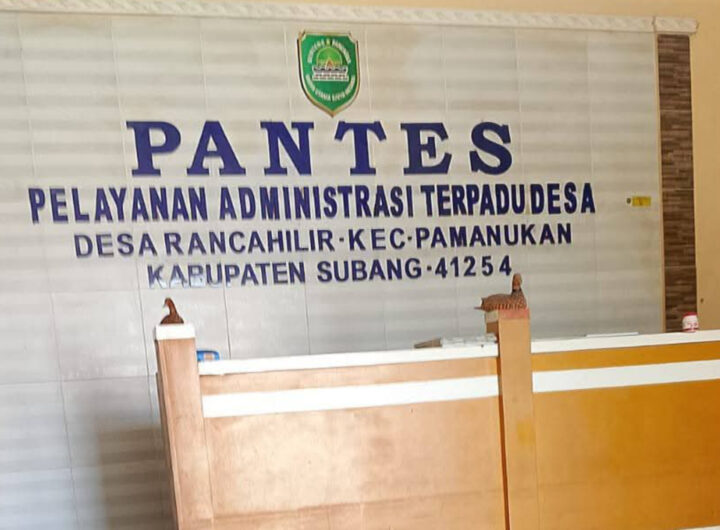 PANTES
PELAYANAN ADMINISTRASI TERPADU DESA
DESA RANCAHILIR·KEC·PAMANUKAN
KABUPATEN SUBANG·41254